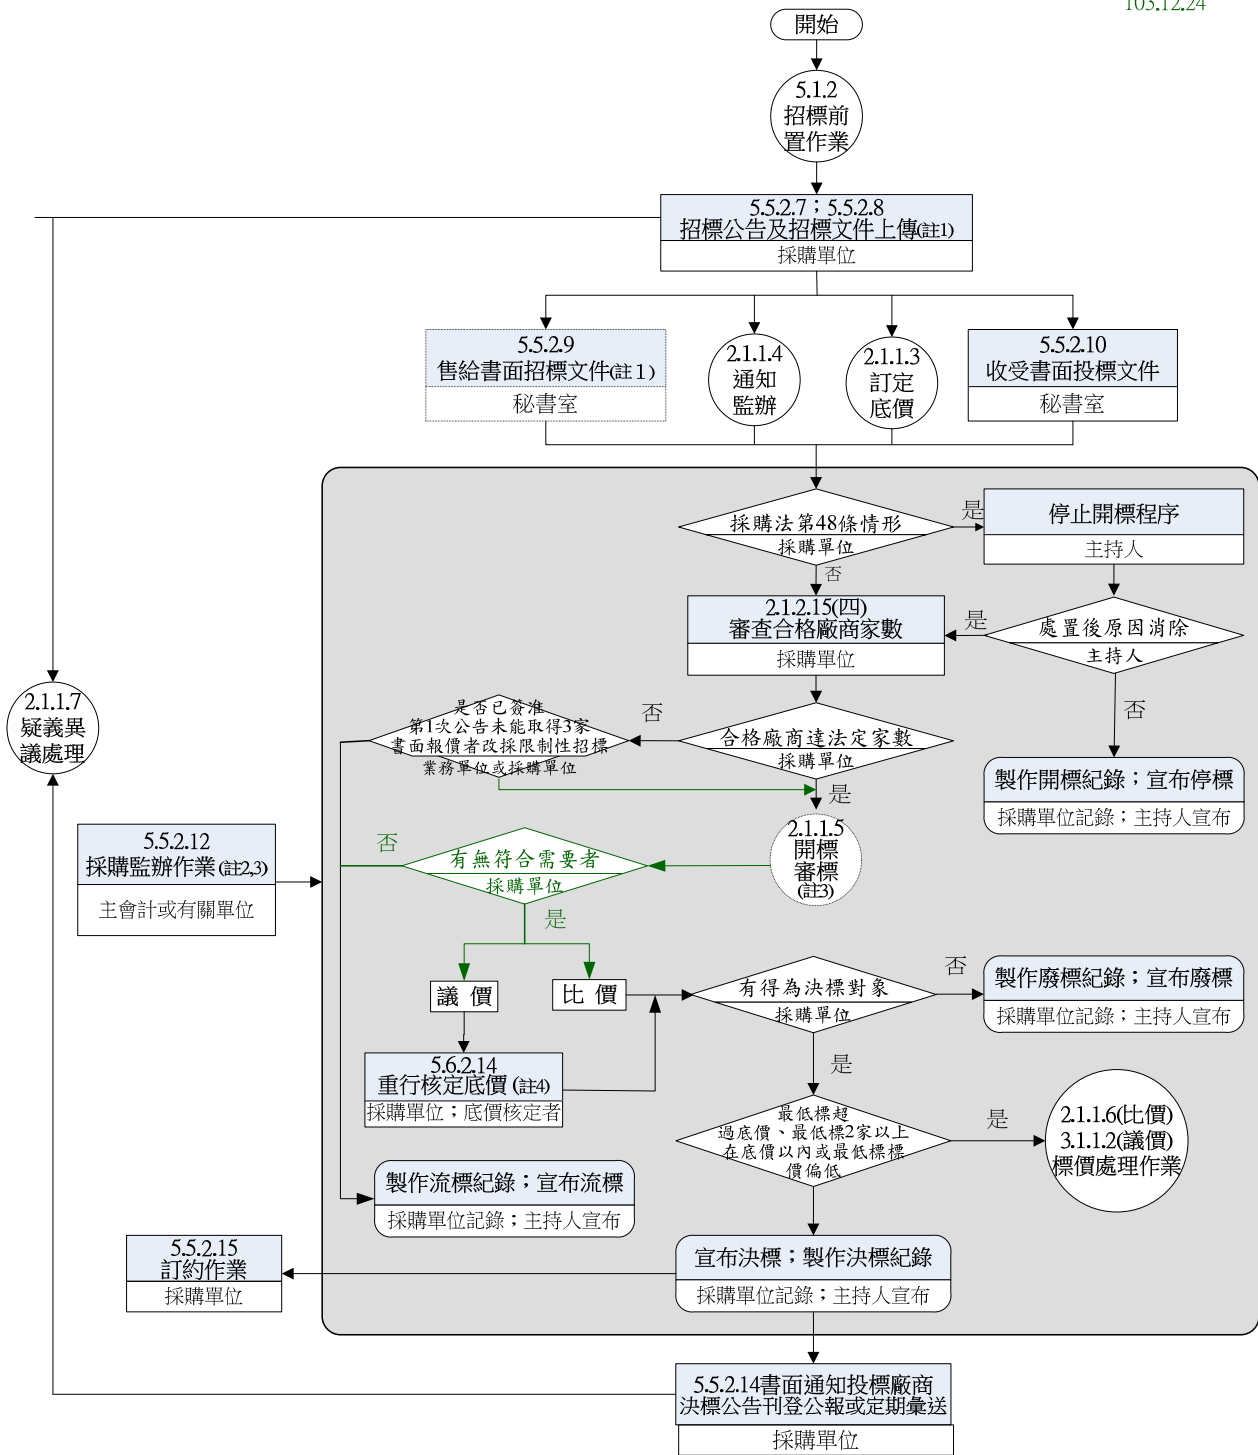 103.12.24
開始
5.1.2
招標前
置作業
5.5.2.7；5.5.2.8
招標公告及招標文件上傳(註1)
採購單位
5.5.2.9
售給書面招標文件(註1)
秘書室
2.1.1.4
通知
監辦
2.1.1.3
訂定
底價
5.5.2.10
收受書面投標文件
秘書室
採購法第48條情形
採購單位
是
停止開標程序
主持人
否
2.1.2.15(四)
審查合格廠商家數
採購單位
是
處置後原因消除
主持人
否
2.1.1.7
疑義異
議處理
是否已簽准
第1次公告未能取得3家
書面報價者改採限制性招標
業務單位或採購單位
否
合格廠商達法定家數
採購單位
是
製作開標紀錄；宣布停標
採購單位記錄；主持人宣布
5.5.2.12
採購監辦作業(註2,3)
主會計或有關單位
否
有無符合需要者
採購單位
是
2.1.1.5
開標
審標
(註3)
議 價
比 價
有得為決標對象
採購單位
否
製作廢標紀錄；宣布廢標
採購單位記錄；主持人宣布
5.6.2.14
重行核定底價(註4)
採購單位；底價核定者
是
最低標超
過底價、最低標2家以上
在底價以內或最低標標
價偏低
是
2.1.1.6(比價)
3.1.1.2(議價)
標價處理作業
製作流標紀錄；宣布流標
採購單位記錄；主持人宣布
5.5.2.15
訂約作業
採購單位
宣布決標；製作決標紀錄
採購單位記錄；主持人宣布
5.5.2.14書面通知投標廠商
決標公告刊登公報或定期彙送
採購單位